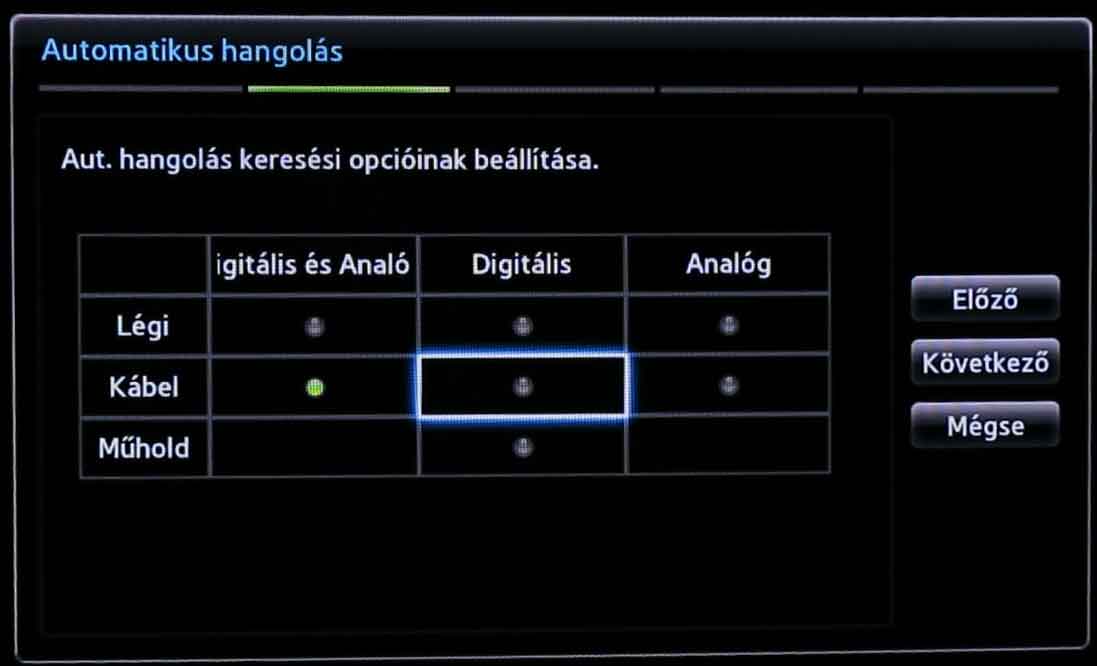 Automatikus hangolás
Aut. hangolás keresési opcióinak beállítása.
igitális és Analó Digitális Analóg
Légi
Kábel
Műhold
Előző
Következő
Mégse